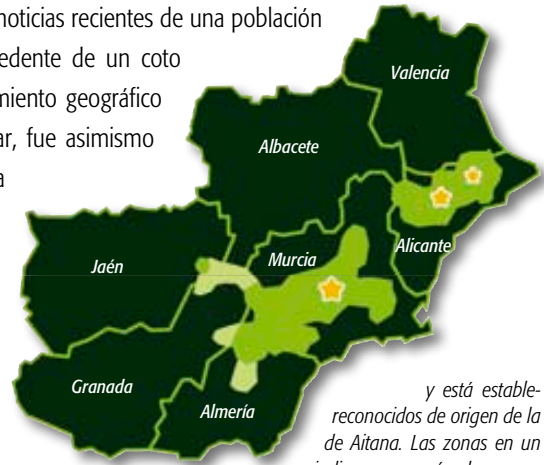 noticias recientes de una población
edente de un coto
miento geográfico
ar, fue asimismo
a
Valencia
Albacete
Alicante
Murcia
Jaén
Granada
Almería
y está estable-
reconocidos de origen de la
de Aitana. Las zonas en un